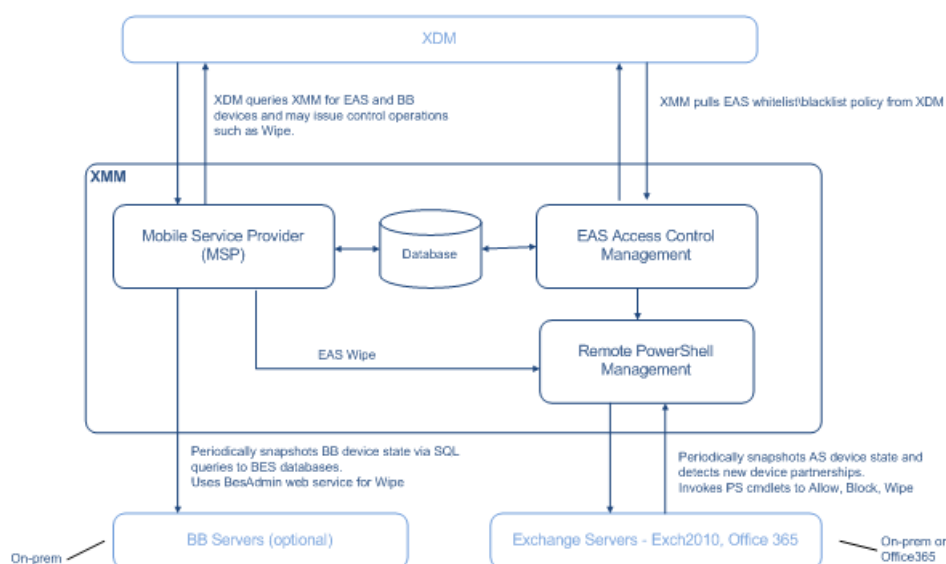 XDM
XDM queries XMM for EAS and BB
devices and may issue control operations
such as Wipe.
XMM pulls EAS whitelist\blacklist policy from XDM
XMM
Mobile Service Provider
(MSP)
Database
EAS Access Control
Management
EAS Wipe
Remote PowerShell
Management
Periodically snapshots BB device state via SQL
queries to BES databases.
Uses BesAdmin web service for Wipe
Periodically snapshots AS device state and
detects new device partnerships.
Invokes PS cmdlets to Allow, Block, Wipe
On-prem
BB Servers (optional)
Exchange Servers - Exch2010, Office 365
On-prem or
Office365